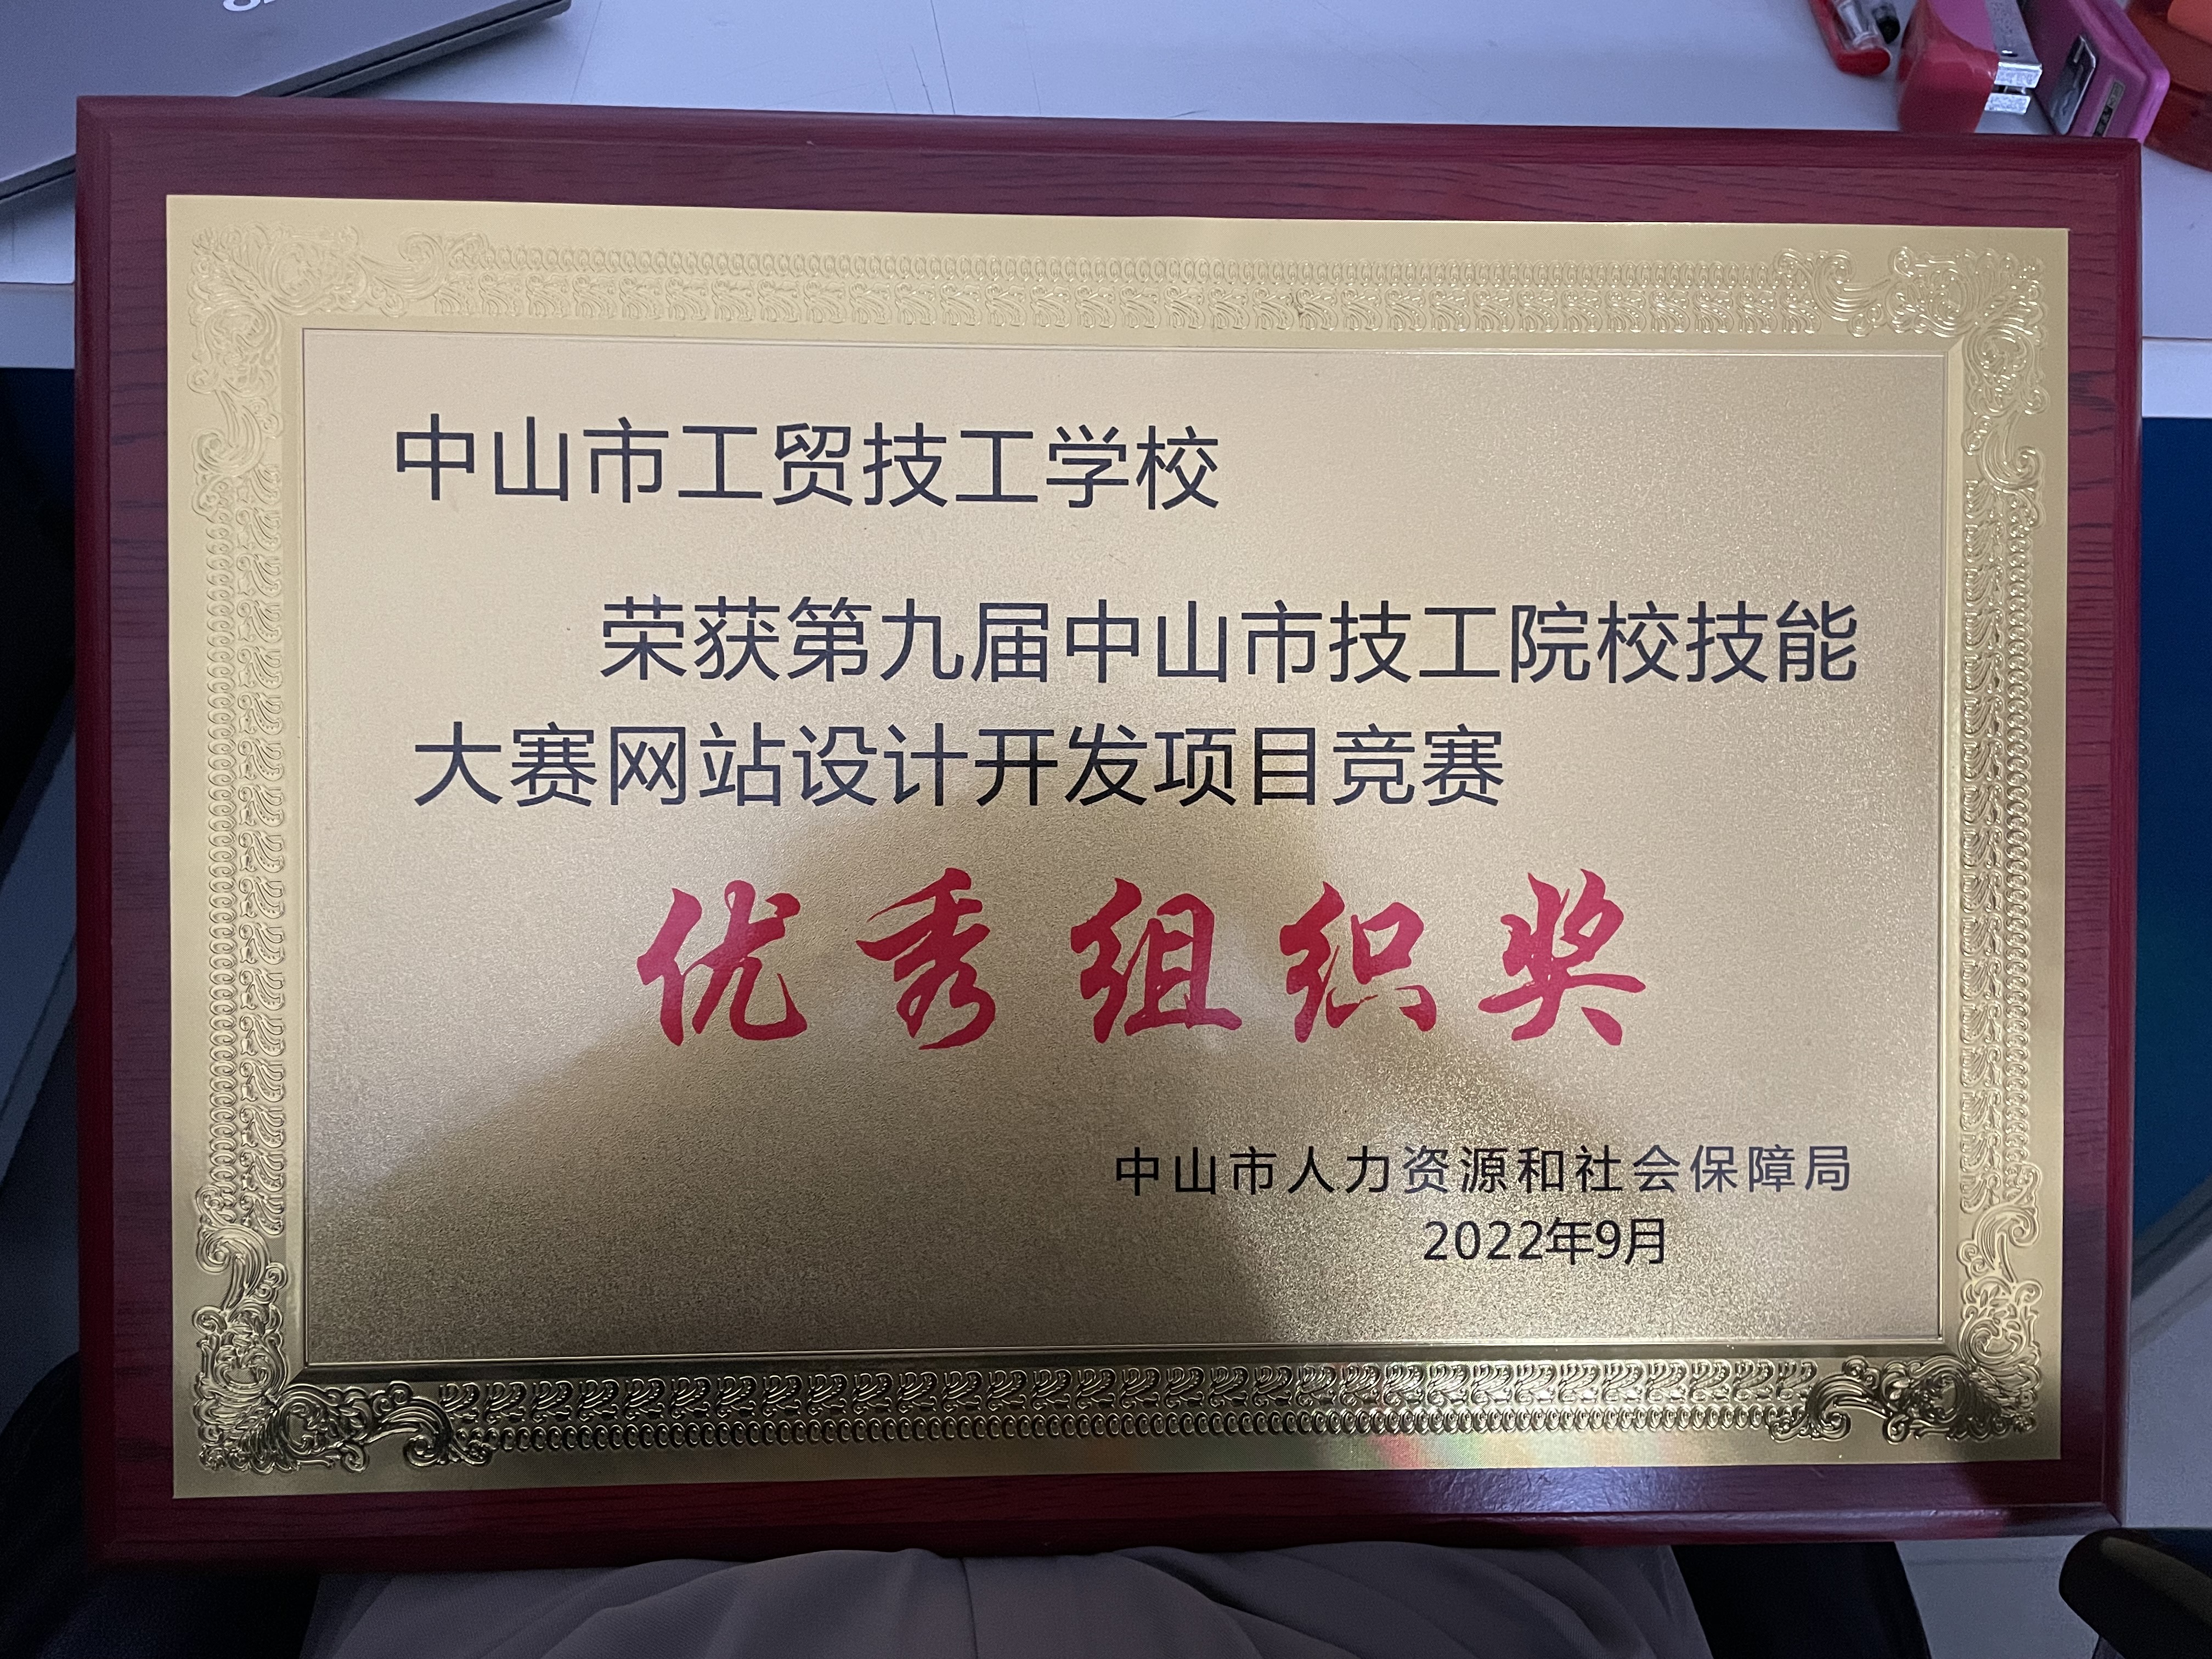 中山市工贸技工学校
荣获第九届中山市技工院校技能
大赛网站设计开发项目竞赛
优秀组织奖
中山市人力资源和社会保障局
2022年9月